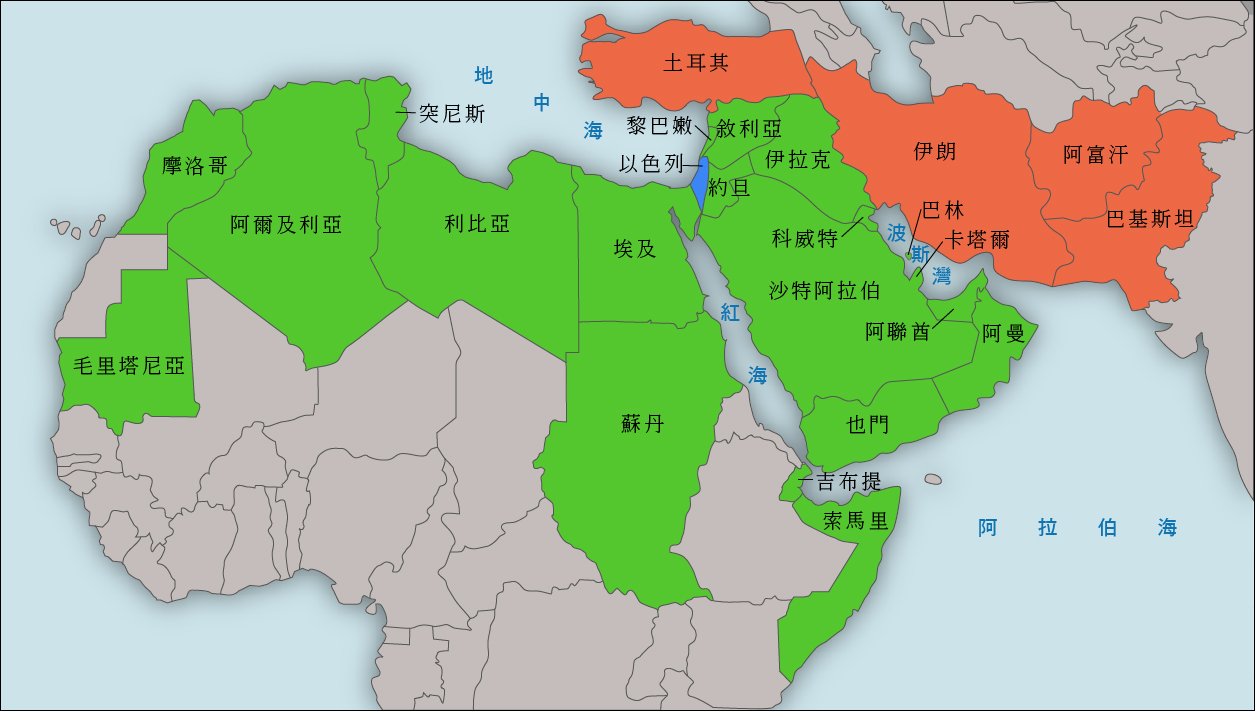 地中海
土耳其
突尼斯
黎巴嫩
敘利亞
摩洛哥
以色列
伊拉克
伊朗
阿富汗
約旦
阿爾及利亞
利比亞
埃及
科威特
巴林
巴基斯坦
波斯灣
卡塔爾
沙特阿拉伯
紅海
阿聯酋
阿曼
毛里塔尼亞
蘇丹
也門
吉布提
索馬里
阿拉伯海